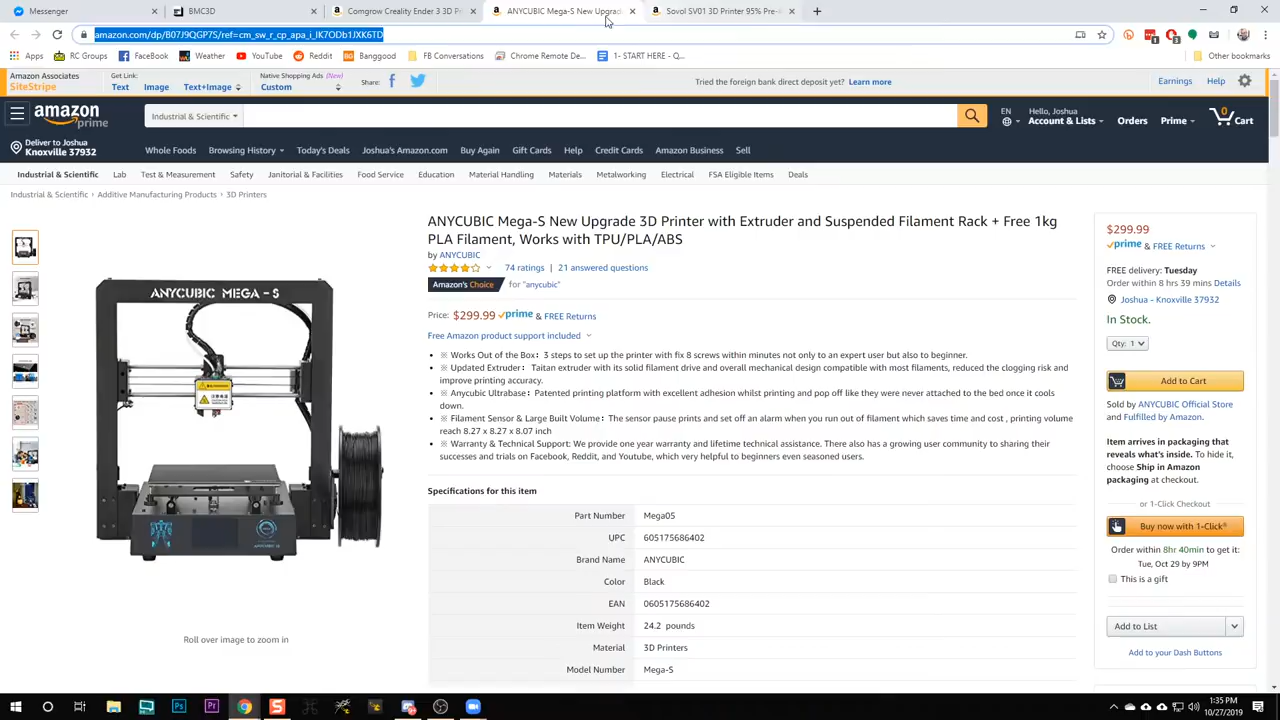 Messenger
BMC3D
Comgrow Creality Ender 3 3D P
ANYCUBIC Mega-S New Upgrad
Sovol SV01 3D Printer 95% Pre-A
amazon.com/dp/B07J9QGP7S/ref=cm_sw_r_cp_apa_i_lK7ODb1JXK6TD
Apps
RC Groups
FaceBook
Weather
YouTube
Reddit
Banggood
FB Conversations
Chrome Remote De...
1- START HERE - Q...
Other bookmarks
Amazon Associates
SiteStripe
Get Link:
Text
Image
Text+Image
Native Shopping Ads (New)
Custom
Share:
Tried the foreign bank direct deposit yet? Learn more
Earnings
Help
amazon prime
Industrial & Scientific
EN
Hello, Joshua
Account & Lists
Orders
Prime
0
Cart
Deliver to Joshua
Knoxville 37932
Whole Foods
Browsing History
Today's Deals
Joshua's Amazon.com
Buy Again
Gift Cards
Help
Credit Cards
Amazon Business
Sell
Industrial & Scientific
Lab
Test & Measurement
Safety
Janitorial & Facilities
Food Service
Education
Material Handling
Materials
Metalworking
Electrical
FSA Eligible Items
Deals
Industrial & Scientific › Additive Manufacturing Products › 3D Printers
ANYCUBIC Mega-S New Upgrade 3D Printer with Extruder and Suspended Filament Rack + Free 1kg
PLA Filament, Works with TPU/PLA/ABS
by ANYCUBIC
74 ratings | 21 answered questions
Amazon's Choice for "anycubic"
Price: $299.99 prime & FREE Returns
Free Amazon product support included
※ Works Out of the Box: 3 steps to set up the printer with fix 8 screws within minutes not only to an expert user but also to beginner.
※ Updated Extruder: Taitan extruder with its solid filament drive and overall mechanical design compatible with most filaments, reduced the clogging risk and
improve printing accuracy.
※ Anycubic Ultrabase: Patented printing platform with excellent adhesion whilst printing and pop off like they were never attached to the bed once it cools
down.
※ Filament Sensor & Large Built Volume: The sensor pause prints and set off an alarm when you run out of filament which saves time and cost , printing volume
reach 8.27 x 8.27 x 8.07 inch
※ Warranty & Technical Support: We provide one year warranty and lifetime technical assistance. There also has a growing user community to sharing their
successes and trials on Facebook, Reddit, and Youtube, which very helpful to beginners even seasoned users.
Specifications for this item
Part Number Mega05
UPC 605175686402
Brand Name ANYCUBIC
Color Black
EAN 0605175686402
Item Weight 24.2 pounds
Material 3D Printers
Model Number Mega-S
ANYCUBIC MEGA-S
Roll over image to zoom in
$299.99
prime & FREE Returns
FREE delivery: Tuesday
Order within 8 hrs 39 mins Details
Joshua - Knoxville 37932
In Stock.
Qty: 1
Add to Cart
Sold by ANYCUBIC Official Store
and Fulfilled by Amazon.
Item arrives in packaging that
reveals what's inside. To hide it,
choose Ship in Amazon
packaging at checkout.
or 1-Click Checkout
Buy now with 1-Click®
Order within 8hr 40min to get it:
Tue, Oct 29 by 9PM
This is a gift
Add to List
Add to your Dash Buttons
1:35 PM
10/27/2019